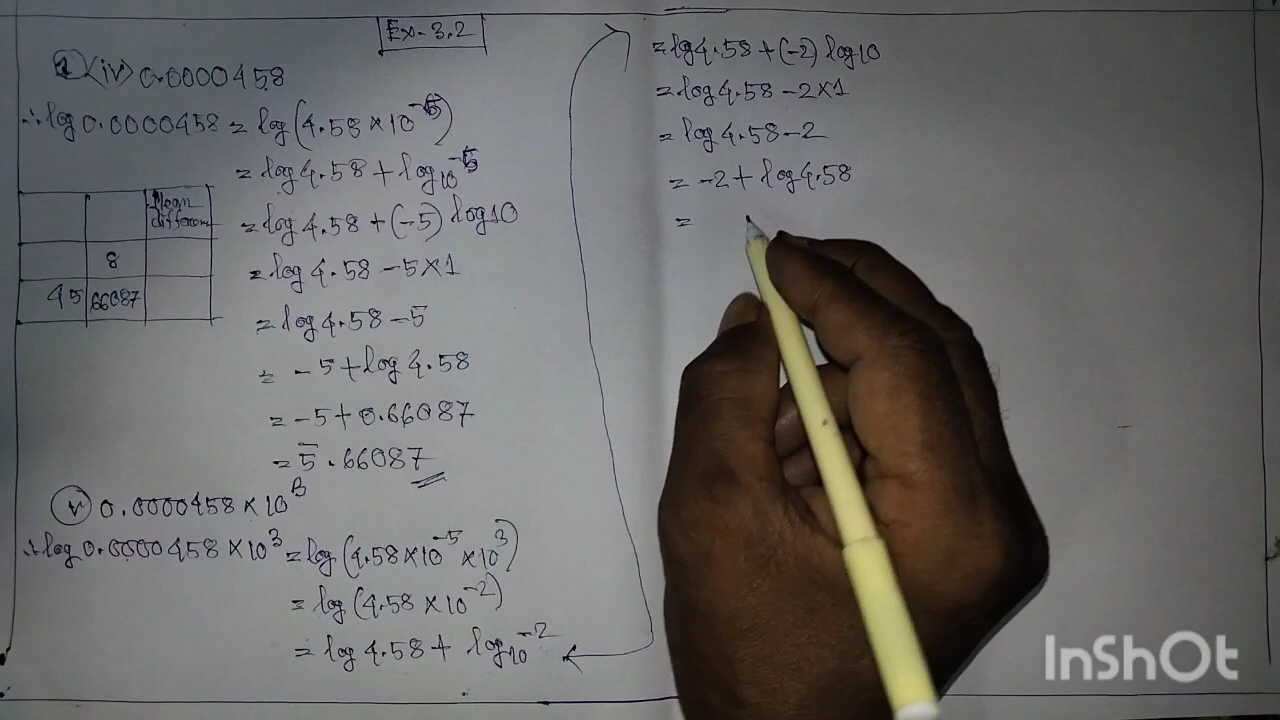 Ex-3.2
1 (iv) 0.0000458
∴ log 0.0000458 = log(4.58 × 10⁻⁵)
= log 4.58 + log 10⁻⁵
= log 4.58 + (-5) log 10
= log 4.58 - 5×1
= log 4.58 - 5
= -5 + log 4.58
= -5 + 0.66087
= 5̅.66087
Mean
8
45 66087
(v) 0.0000458 × 10³
∴ log 0.0000458 × 10³ = log(4.58 × 10⁻⁵ × 10³)
= log(4.58 × 10⁻²)
= log 4.58 + log 10⁻²
= log 4.58 + (-2) log 10
= log 4.58 - 2×1
= log 4.58 - 2
= -2 + log 4.58
=
InShOt